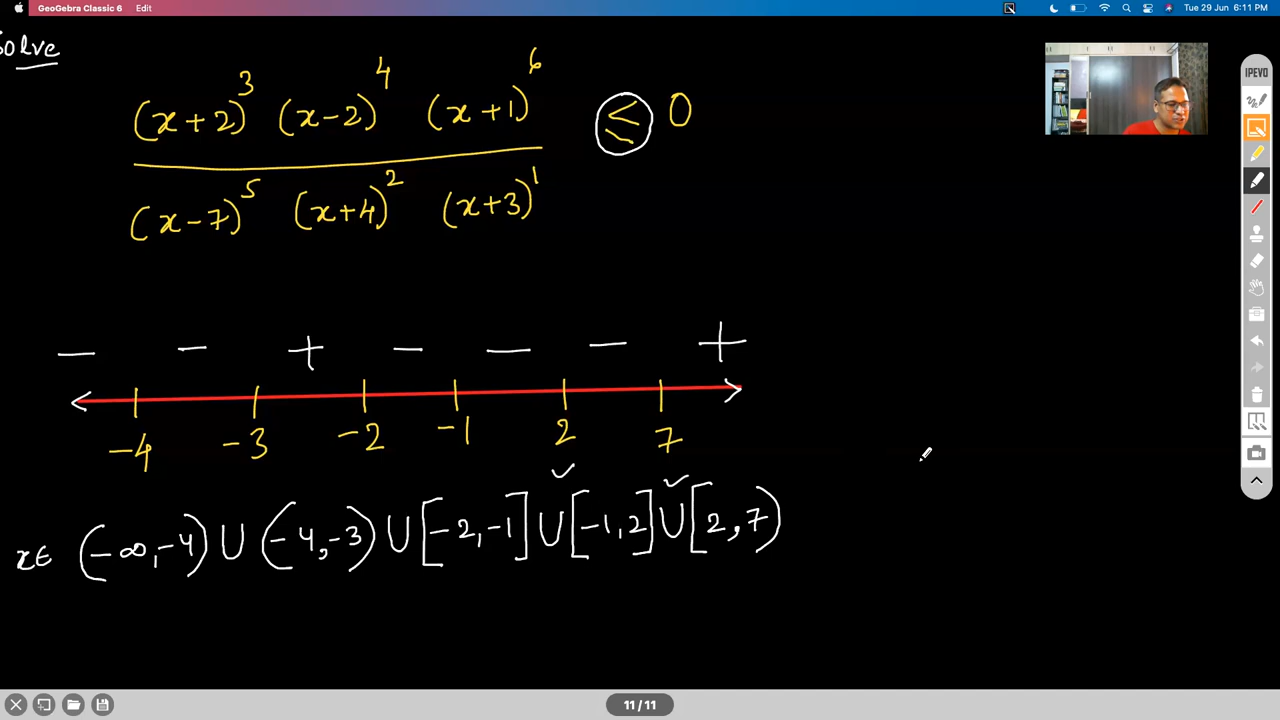 GeoGebra Classic 6 Edit Tue 29 Jun 6:11 PM
Solve
(x+2)³ (x-2)⁴ (x+1)⁶ ≤ 0
(x-7)⁵ (x+4)² (x+3)¹
IPEVO
− − + − − − +
-4 -3 -2 -1 2 7
x∈ (-∞,-4) ∪ (-4,-3) ∪ [-2,-1] ∪ [-1,2] ∪ [2,7)
11 / 11